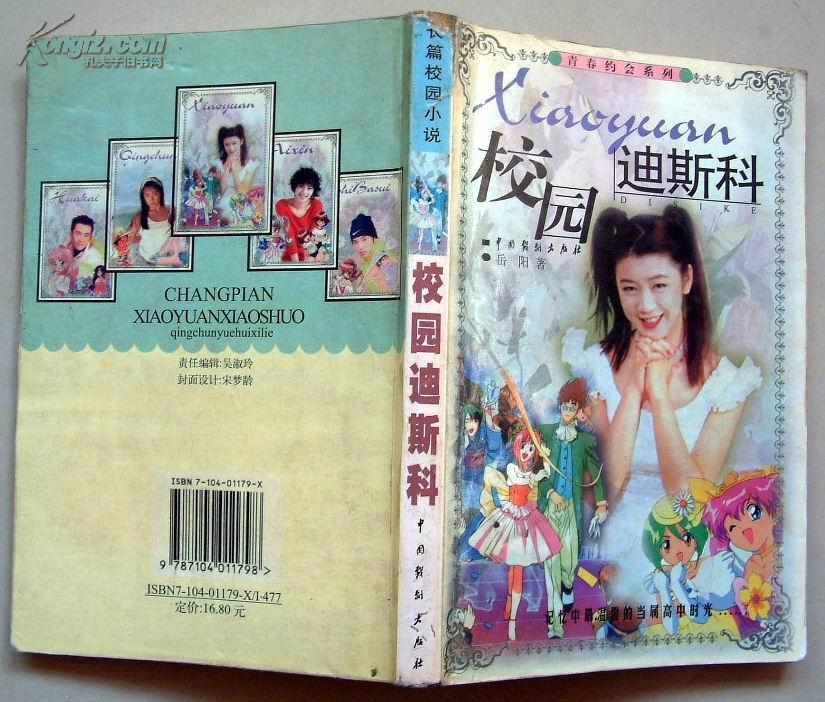 Kongfz.com
孔夫子旧书网
Xiaoyuan
Qingchun
Aixin
Huakai
hiBasui
CHANGPIAN
XIAOYUANXIAOSHUO
qingchunyuehuixilie
责任编辑:吴淑玲
封面设计:宋梦龄
ISBN 7-104-01179-X
9 787104 011798 >
ISBN7-104-01179-X/I·477
定价:16.80 元
长篇校园小说
校园迪斯科
中国戏剧出版社
青春约会系列
Xiaoyuan
校园
迪斯科
DISIKE
中国戏剧出版社
岳阳著
记忆中最温馨的当属高中时光……